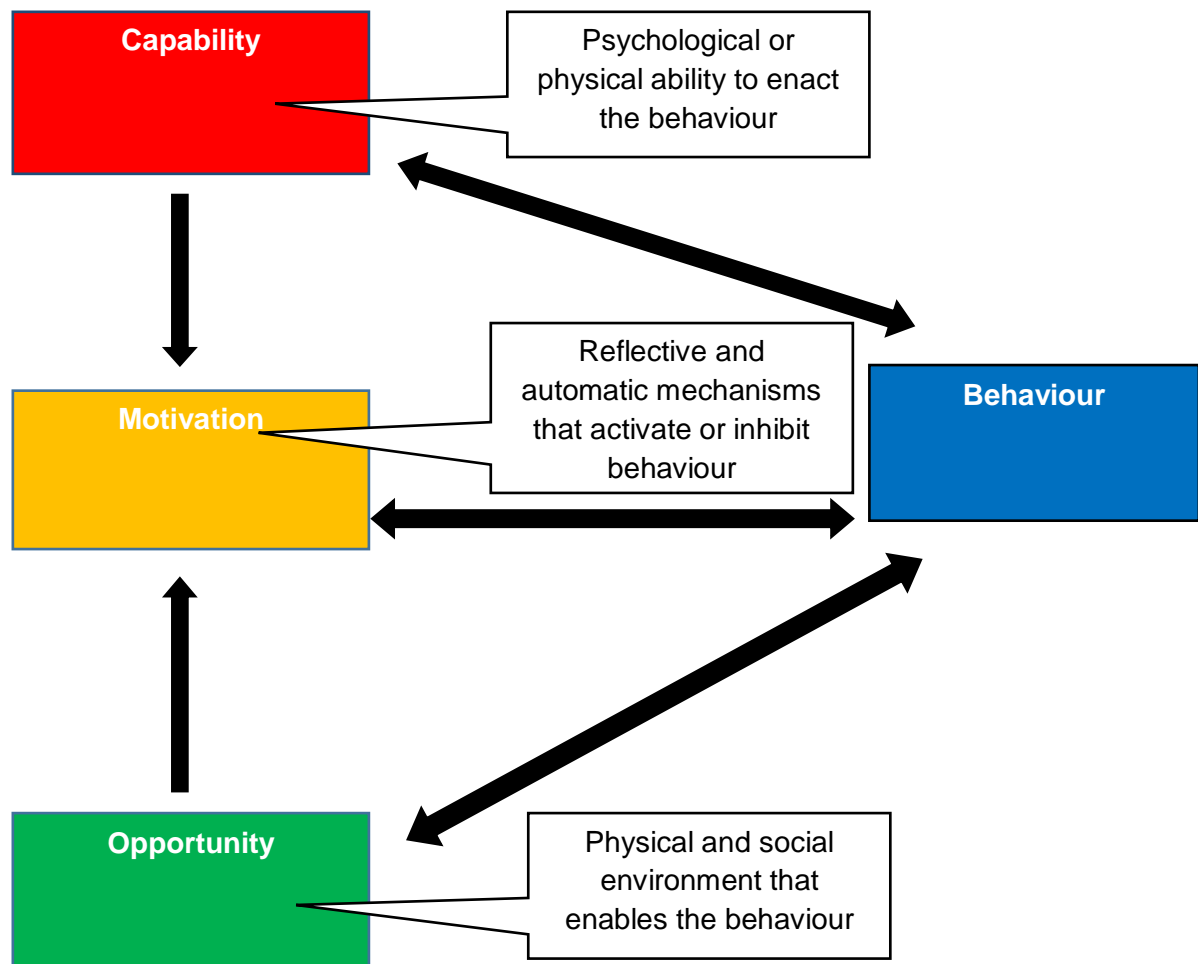 Capability
Psychological or
physical ability to enact
the behaviour
Motivation
Reflective and
automatic mechanisms
that activate or inhibit
behaviour
Behaviour
Opportunity
Physical and social
environment that
enables the behaviour